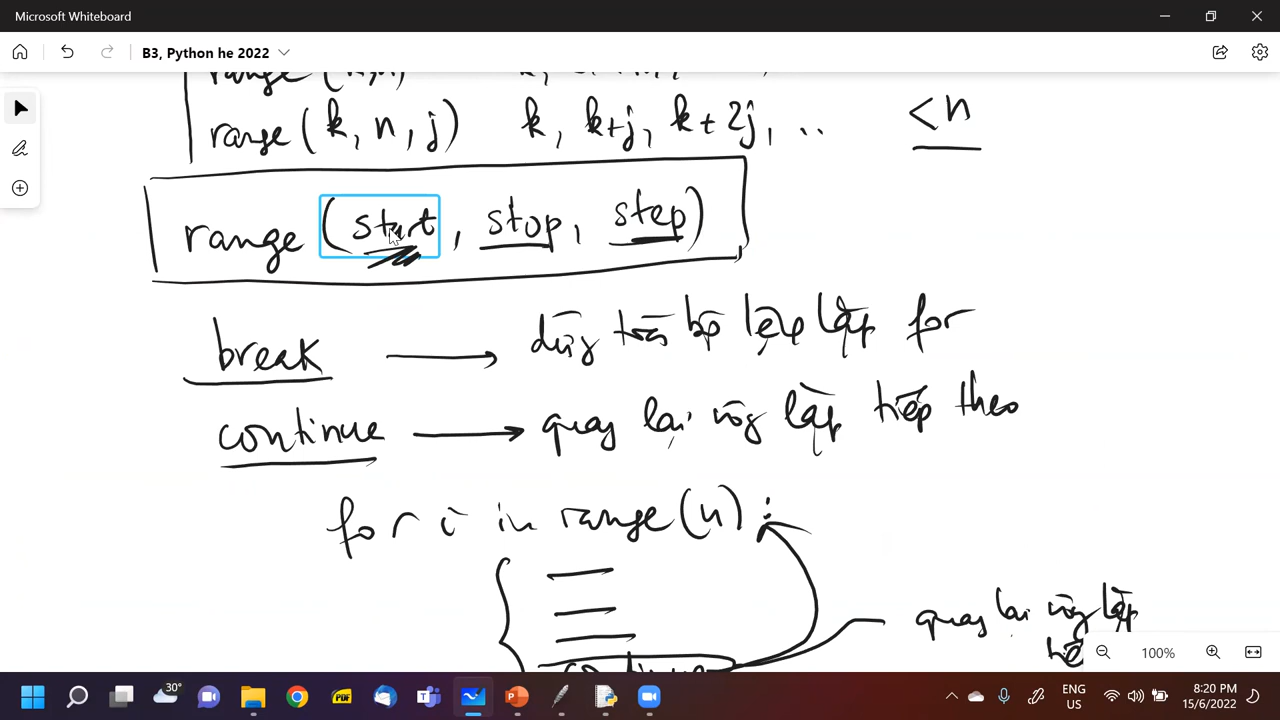 Microsoft Whiteboard
B3, Python he 2022
range(k, n, j) k, k+j, k+2j, .. <n
range (start, stop, step)
break → dừng toàn bộ lặp for
continue → quay lại vòng lặp tiếp theo
for i in range(n):
continue
quay lại vòng lặp
100%
30°
PDF
ENG
US
8:20 PM
15/6/2022